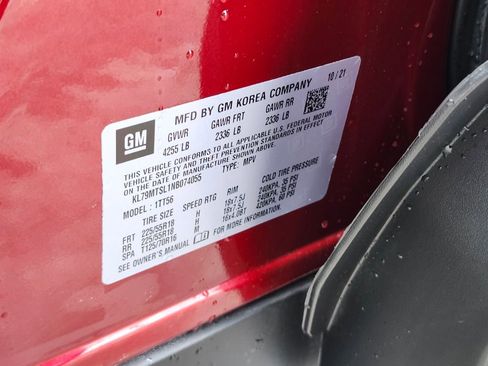 GM
MFD BY GM KOREA COMPANY 10/21
GVWR GAWR FRT GAWR RR
4255 LB 2336 LB 2336 LB
THIS VEHICLE CONFORMS TO ALL APPLICABLE U.S. FEDERAL MOTOR
VEHICLE SAFETY AND THEFT PREVENTION STANDARDS IN EFFECT ON
THE DATE OF MANUFACTURE SHOWN ABOVE.
KL79MTSL1NB074055 TYPE: MPV
MODEL : 1TT56
TIRE SIZE SPEED RTG RIM COLD TIRE PRESSURE
FRT 225/55R18 H 18x7.5J 240KPA, 35 PSI
RR 225/55R18 H 18x7.5J 240KPA, 35 PSI
SPA T125/70R16 M 16x4.0BT 420KPA, 60 PSI
SEE OWNER'S MANUAL FOR MORE INFORMATION.